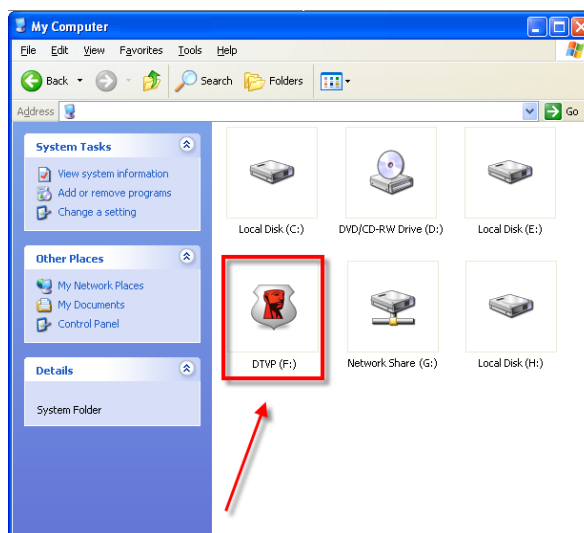 My Computer
File Edit View Favorites Tools Help
Back Search Folders
Address Go
System Tasks
View system information
Add or remove programs
Change a setting
Other Places
My Network Places
My Documents
Control Panel
Details
System Folder
Local Disk (C:) DVD/CD-RW Drive (D:) Local Disk (E:)
DTVP (F:) Network Share (G:) Local Disk (H:)